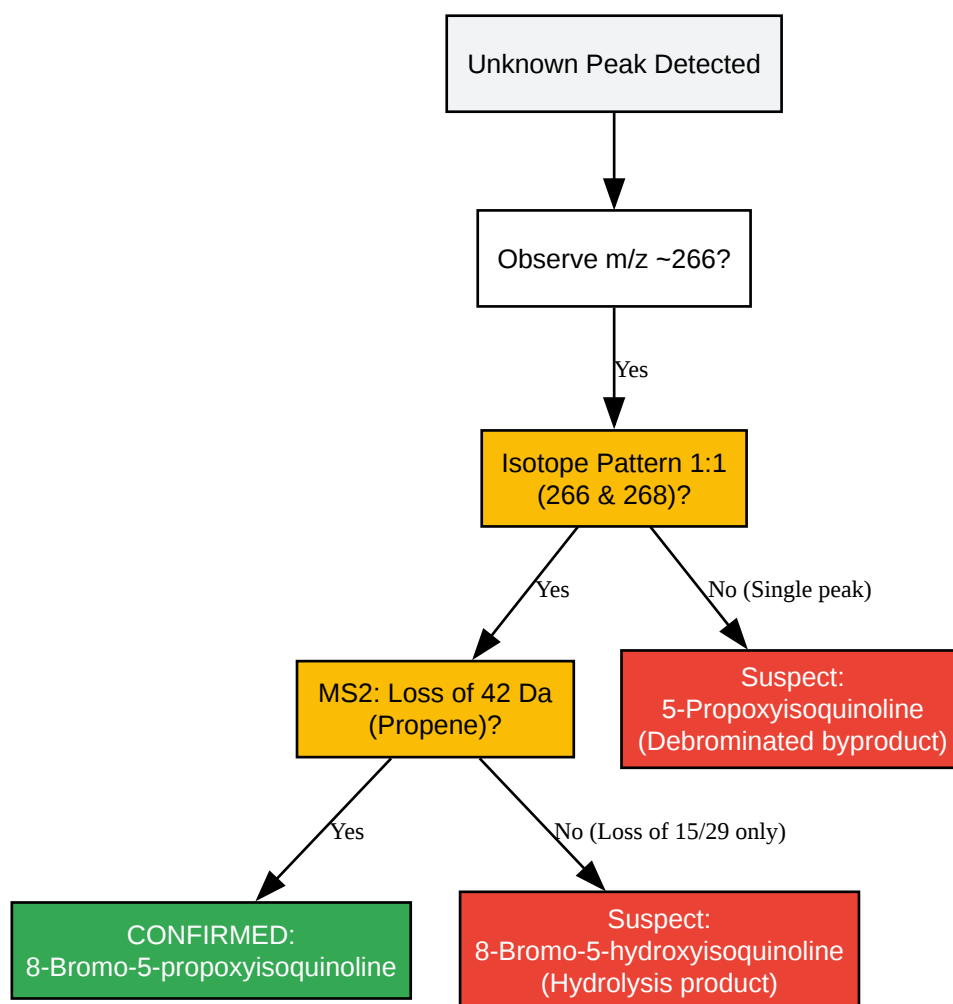 Unknown Peak Detected
Observe m/z ~266?
Yes
Isotope Pattern 1:1
(266 & 268)?
Yes
No (Single peak)
MS2: Loss of 42 Da
(Propene)?
Suspect:
5-Propoxyisoquinoline
(Debrominated byproduct)
Yes
No (Loss of 15/29 only)
CONFIRMED:
8-Bromo-5-propoxyisoquinoline
Suspect:
8-Bromo-5-hydroxyisoquinoline
(Hydrolysis product)